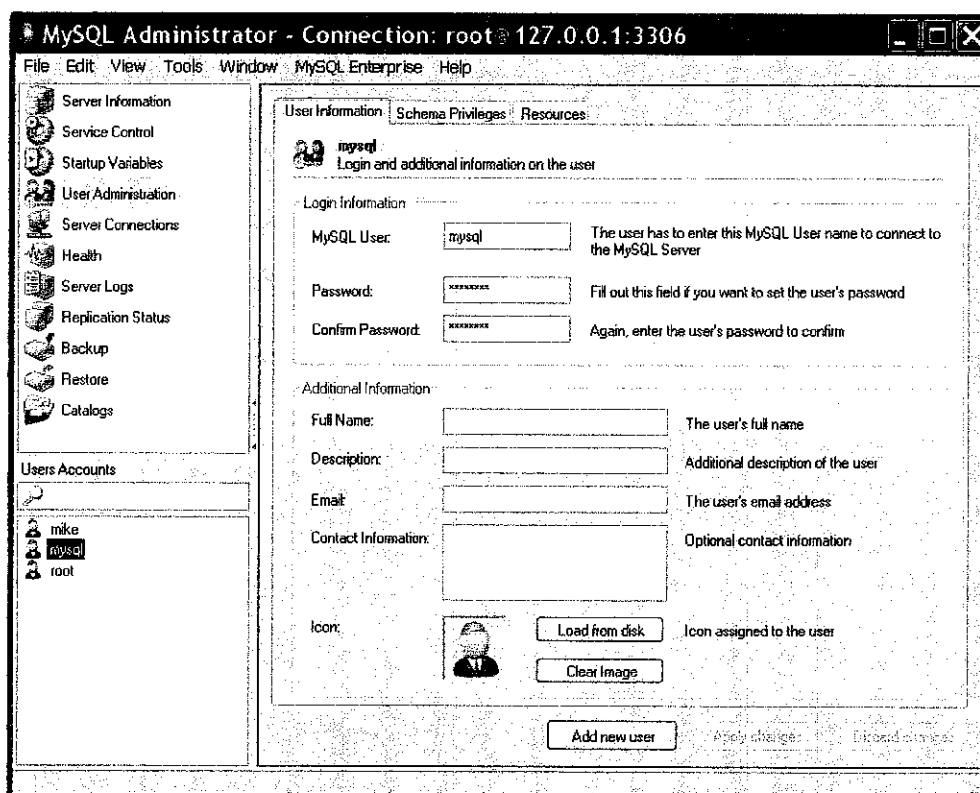 MySQL Administrator - Connection: root@127.0.0.1:3306
File Edit View Tools Window MySQL Enterprise Help
Server Information
Service Control
Startup Variables
User Administration
Server Connections
Health
Server Logs
Replication Status
Backup
Restore
Catalogs
Users Accounts
mike
mysql
root
User Information Schema Privileges Resources
mysql
Login and additional information on the user
Login Information
MySQL User: mysql The user has to enter this MySQL User name to connect to
the MySQL Server
Password: ******** Fill out this field if you want to set the user's password
Confirm Password: ******** Again, enter the user's password to confirm
Additional Information
Full Name: The user's full name
Description: Additional description of the user
Email: The user's email address
Contact Information: Optional contact information
Icon: Load from disk Icon assigned to the user
Clear Image
Add new user Apply changes Discard changes